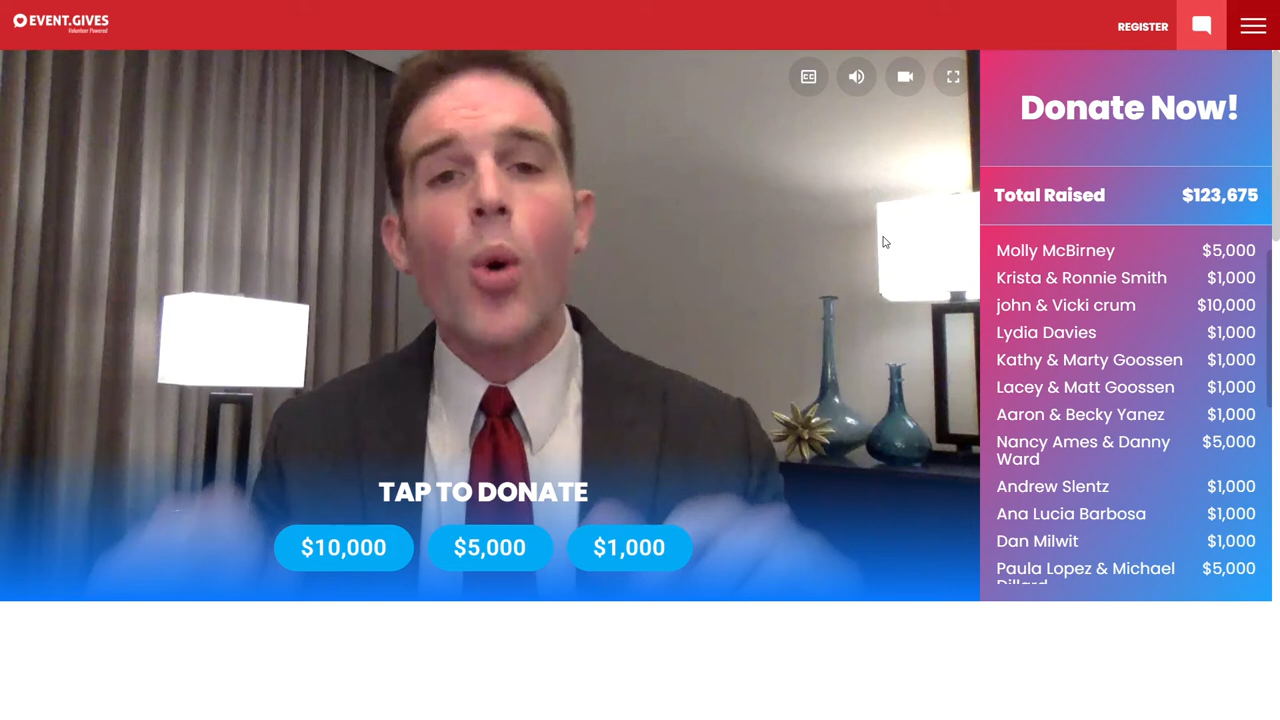 EVENT.GIVES
Volunteer Powered
REGISTER
CC
Donate Now!
Total Raised $123,675
Molly McBirney $5,000
Krista & Ronnie Smith $1,000
john & Vicki crum $10,000
Lydia Davies $1,000
Kathy & Marty Goossen $1,000
Lacey & Matt Goossen $1,000
Aaron & Becky Yanez $1,000
Nancy Ames & Danny $5,000
Ward
Andrew Slentz $1,000
Ana Lucia Barbosa $1,000
Dan Milwit $1,000
Paula Lopez & Michael $5,000
Dillard
TAP TO DONATE
$10,000 $5,000 $1,000